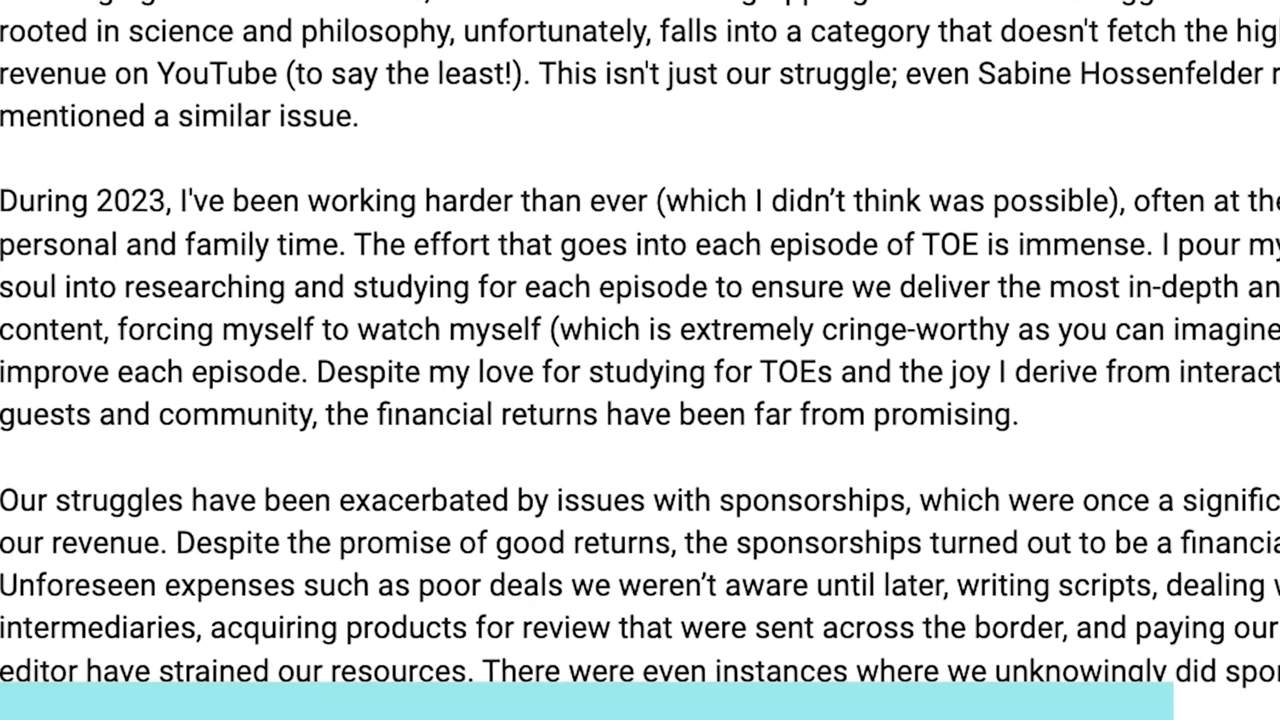 rooted in science and philosophy, unfortunately, falls into a category that doesn't fetch the
revenue on YouTube (to say the least!). This isn't just our struggle; even Sabine Hossenfelder
mentioned a similar issue.
During 2023, I've been working harder than ever (which I didn’t think was possible), often at
personal and family time. The effort that goes into each episode of TOE is immense. I pour
soul into researching and studying for each episode to ensure we deliver the most in-depth
content, forcing myself to watch myself (which is extremely cringe-worthy as you can imagine
improve each episode. Despite my love for studying for TOEs and the joy I derive from
guests and community, the financial returns have been far from promising.
Our struggles have been exacerbated by issues with sponsorships, which were once a
our revenue. Despite the promise of good returns, the sponsorships turned out to be a
Unforeseen expenses such as poor deals we weren’t aware until later, writing scripts, dealing
intermediaries, acquiring products for review that were sent across the border, and paying our
editor have strained our resources. There were even instances where we unknowingly did